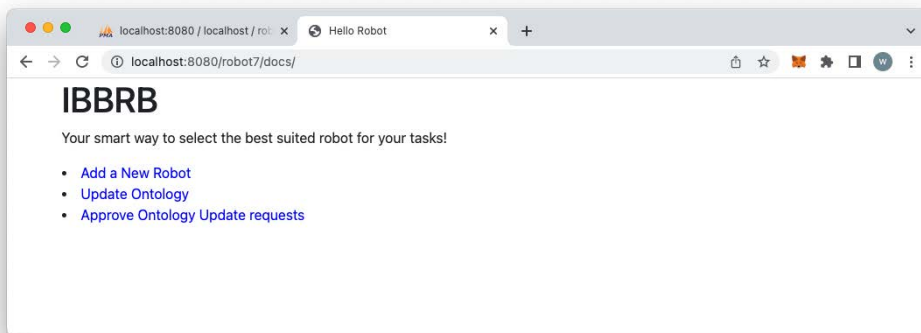 PMA localhost:8080 / localhost / rob
Hello Robot
localhost:8080/robot7/docs/
W
IBBRB
Your smart way to select the best suited robot for your tasks!
• Add a New Robot
• Update Ontology
• Approve Ontology Update requests